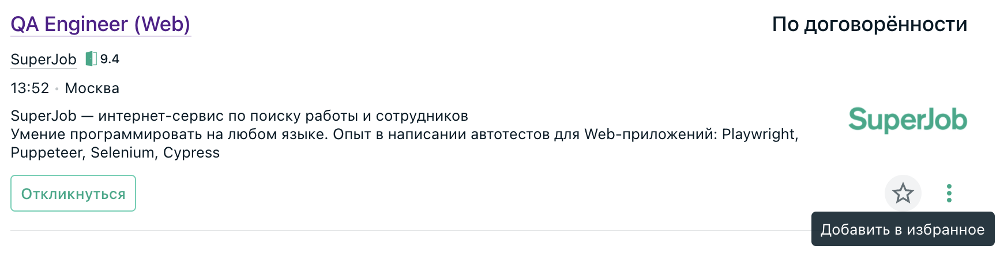 QA Engineer (Web)
По договорённости
SuperJob 9.4
13:52 • Москва
SuperJob — интернет-сервис по поиску работы и сотрудников
Умение программировать на любом языке. Опыт в написании автотестов для Web-приложений: Playwright,
Puppeteer, Selenium, Cypress
SuperJob
Откликнуться
Добавить в избранное